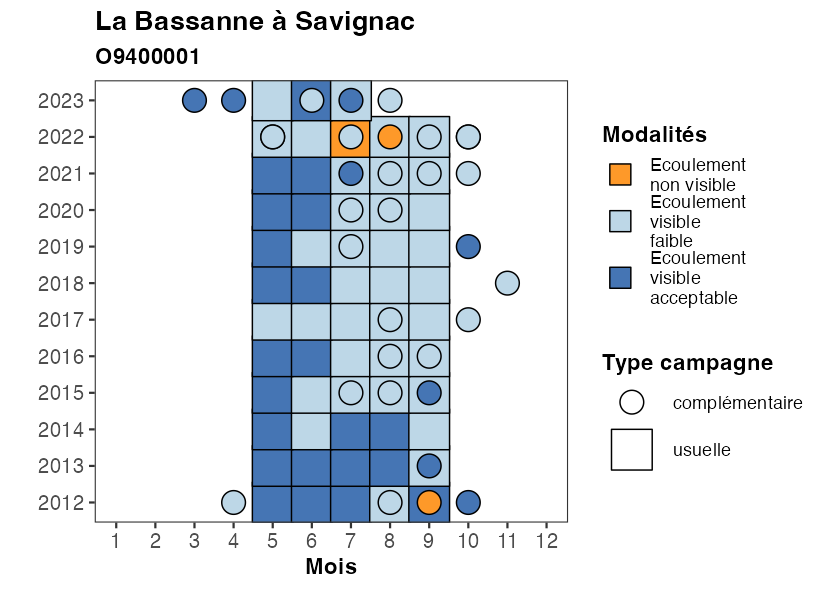 La Bassanne à Savignac
O9400001
2023
2022
2021
2020
2019
2018
2017
2016
2015
2014
2013
2012
1 2 3 4 5 6 7 8 9 10 11 12
Mois
Modalités
Ecoulement
non visible
Ecoulement
visible
faible
Ecoulement
visible
acceptable
Type campagne
complémentaire
usuelle